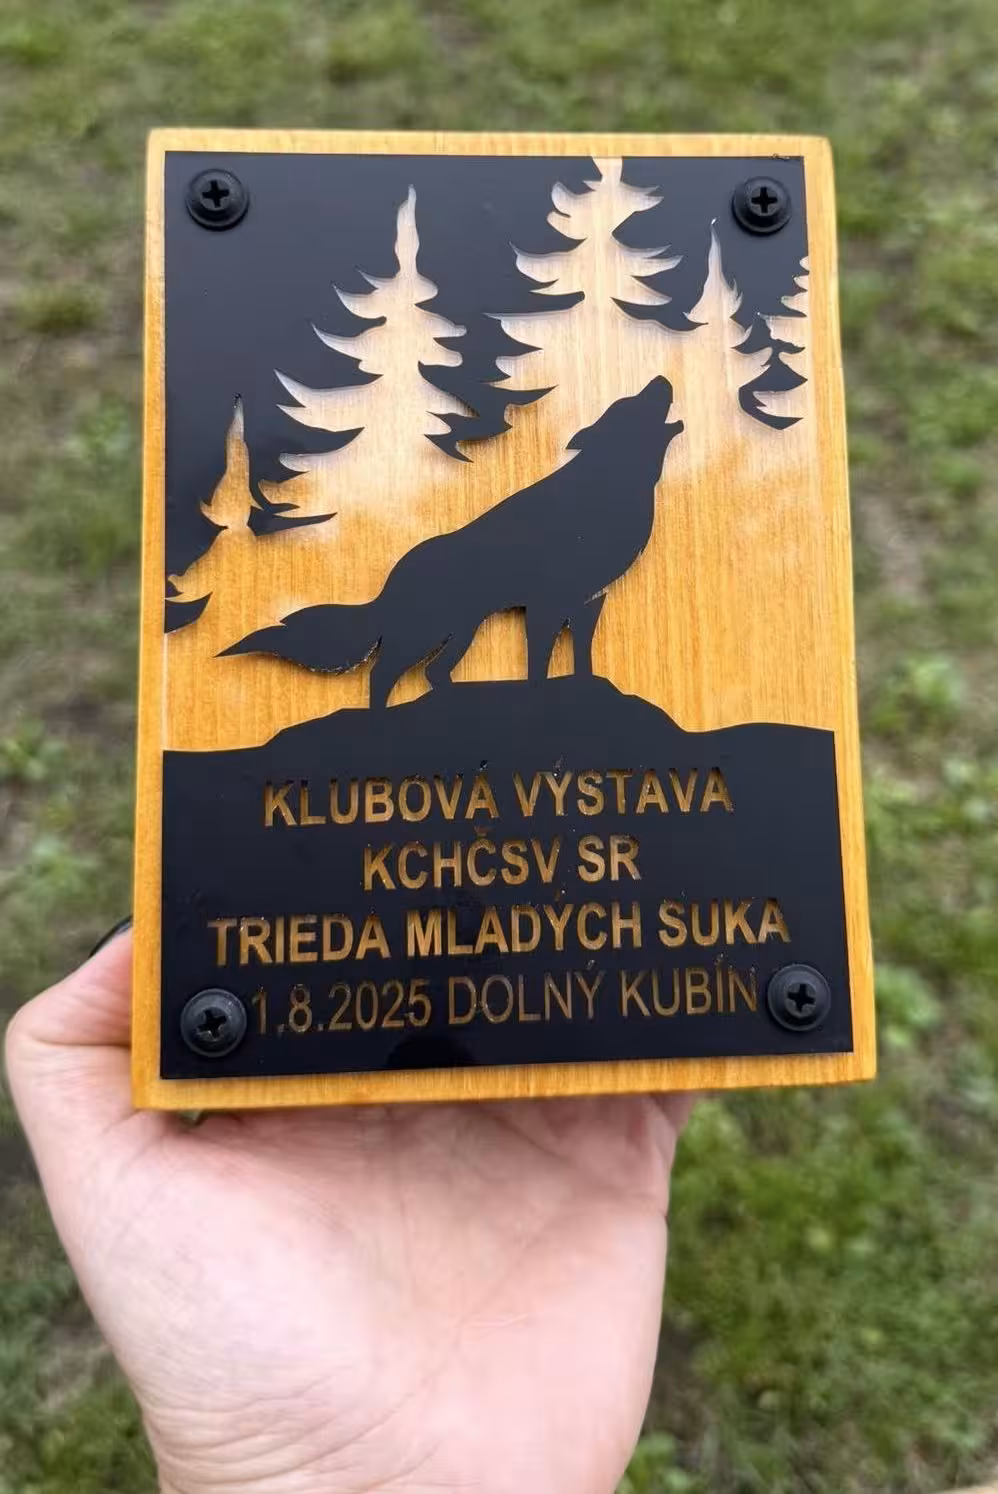 KLUBOVÁ VÝSTAVA
KCHČSV SR
TRIEDA MLADÝCH SUKA
1.8.2025 DOLNÝ KUBÍN